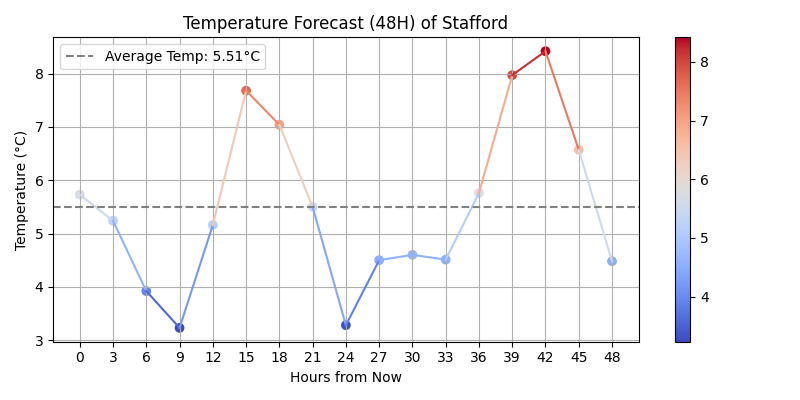 Temperature Forecast (48H) of Stafford
Average Temp: 5.51°C
Temperature (°C)
8
7
6
5
4
3
0 3 6 9 12 15 18 21 24 27 30 33 36 39 42 45 48
Hours from Now
8
7
6
5
4